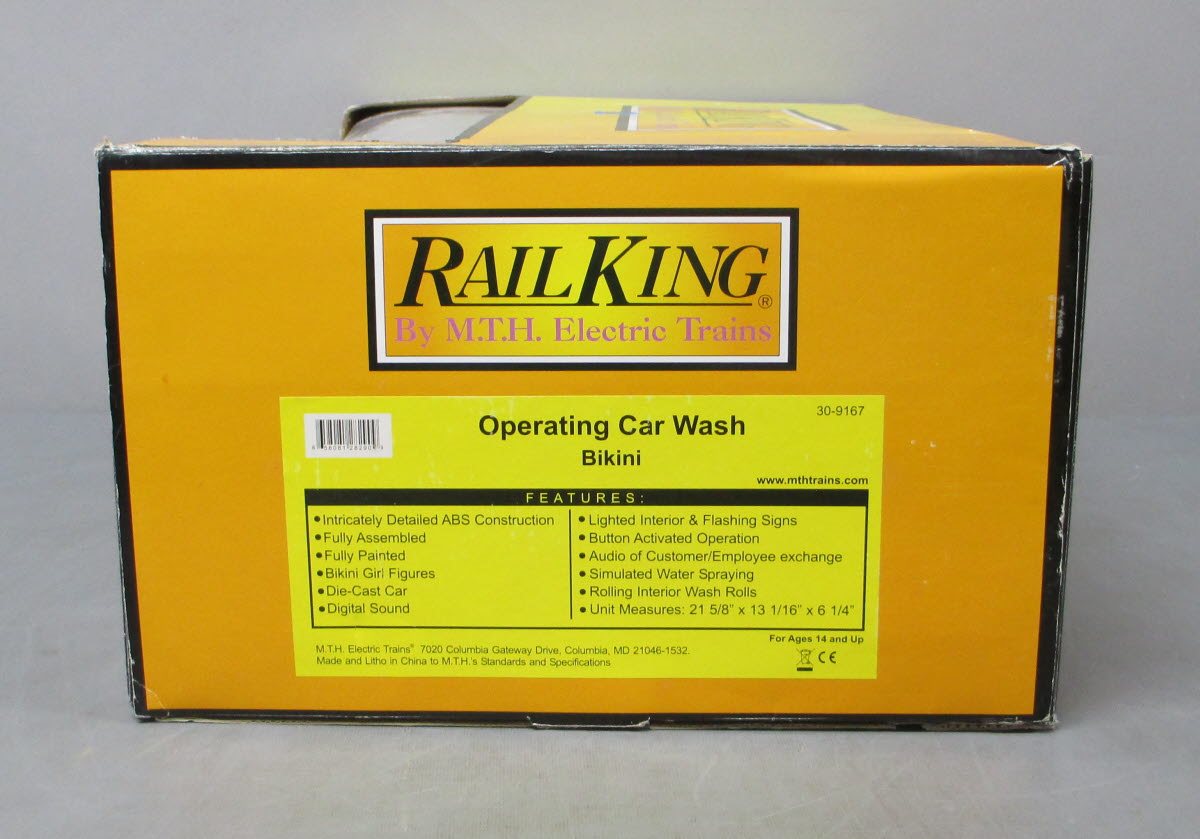 RAILKING®
By M.T.H. Electric Trains
30-9167
Operating Car Wash
Bikini
www.mthtrains.com
FEATURES:
•Intricately Detailed ABS Construction
•Fully Assembled
•Fully Painted
•Bikini Girl Figures
•Die-Cast Car
•Digital Sound
•Lighted Interior & Flashing Signs
•Button Activated Operation
•Audio of Customer/Employee exchange
•Simulated Water Spraying
•Rolling Interior Wash Rolls
•Unit Measures: 21 5/8" x 13 1/16" x 6 1/4"
For Ages 14 and Up
M.T.H. Electric Trains® 7020 Columbia Gateway Drive, Columbia, MD 21046-1532.
Made and Litho in China to M.T.H.'s Standards and Specifications
CE